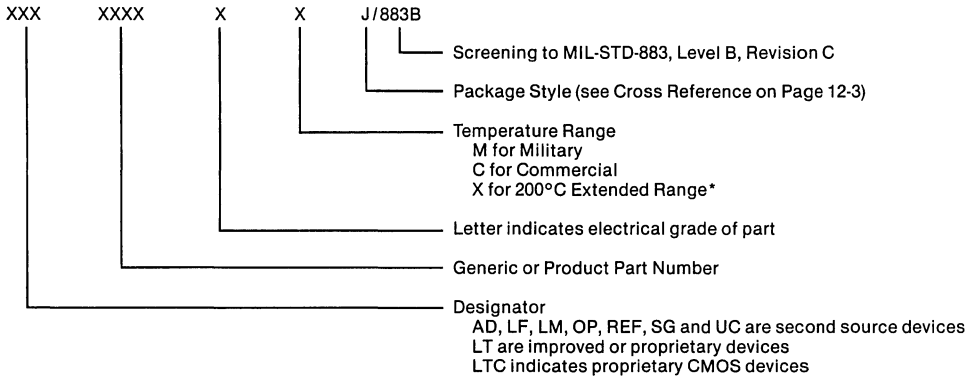 XXX XXXX X X J/883B
Screening to MIL-STD-883, Level B, Revision C
Package Style (see Cross Reference on Page 12-3)
Temperature Range
M for Military
C for Commercial
X for 200°C Extended Range*
Letter indicates electrical grade of part
Generic or Product Part Number
Designator
AD, LF, LM, OP, REF, SG and UC are second source devices
LT are improved or proprietary devices
LTC indicates proprietary CMOS devices